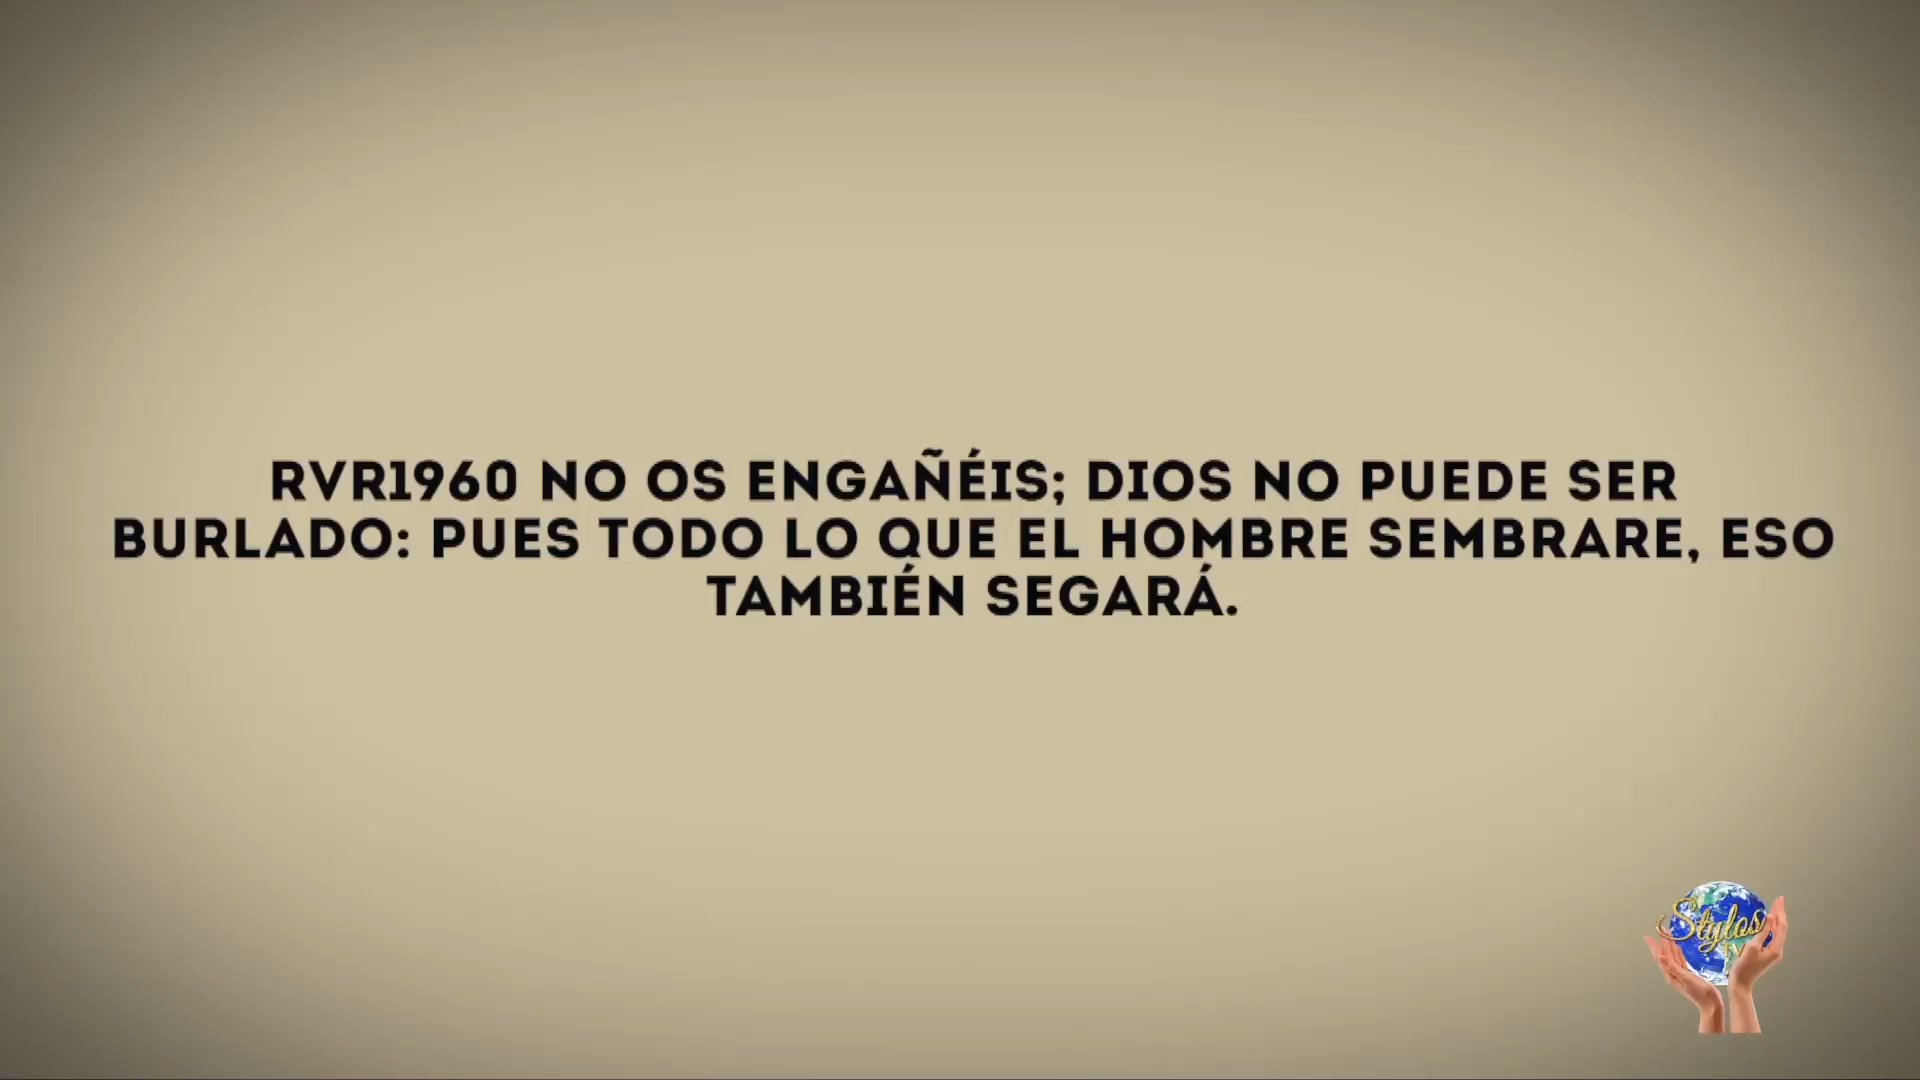 RVR1960 NO OS ENGAÑÉIS; DIOS NO PUEDE SER
BURLADO: PUES TODO LO QUE EL HOMBRE SEMBRARE, ESO
TAMBIÉN SEGARÁ.
Stylos
TV